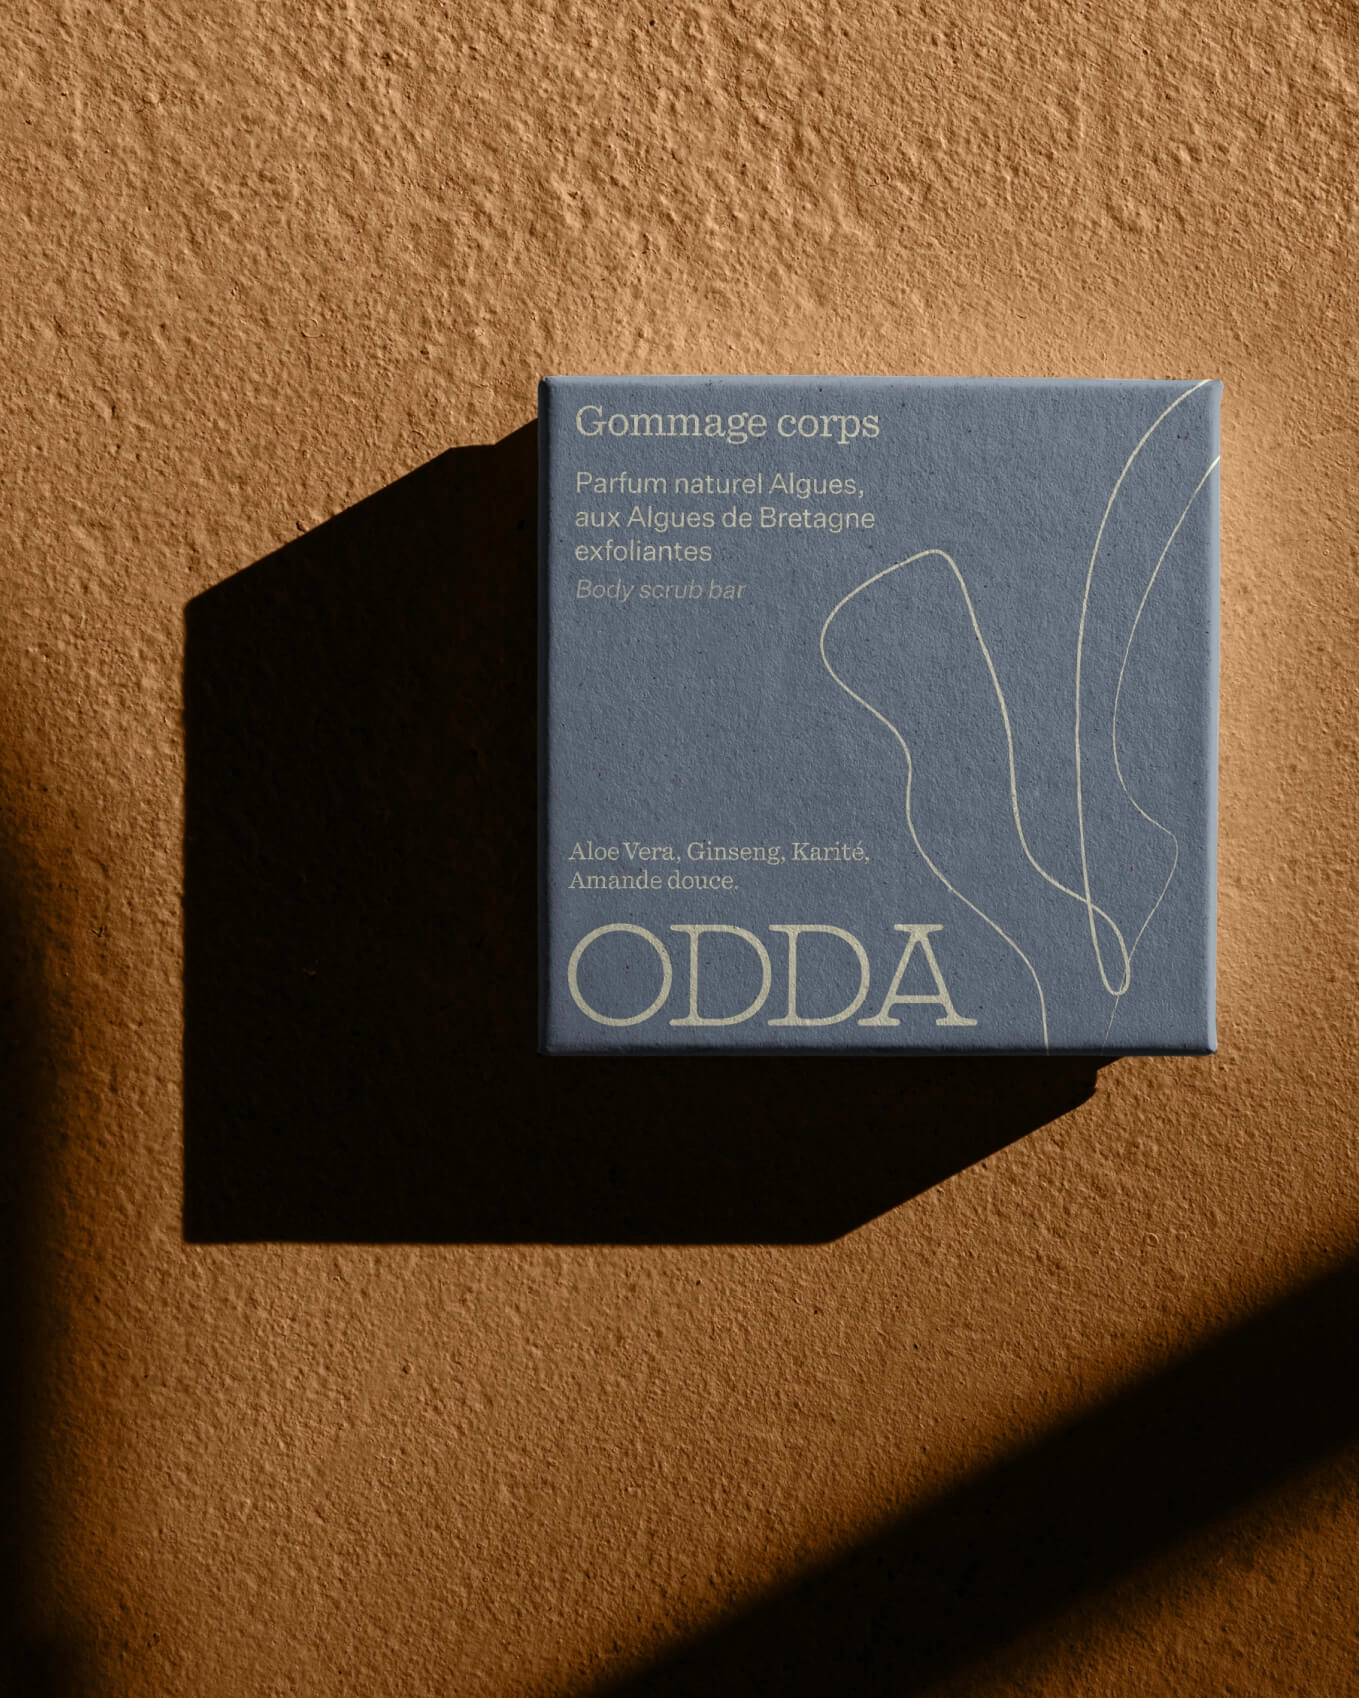 Gommage corps
Parfum naturel Algues,
aux Algues de Bretagne
exfoliantes
Body scrub bar
Aloe Vera, Ginseng, Karité,
Amande douce.
ODDA